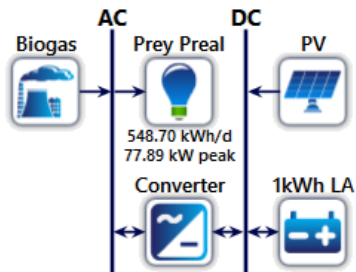 AC DC
Biogas Prey Preal PV
548.70 kWh/d
77.89 kW peak
Converter 1kWh LA